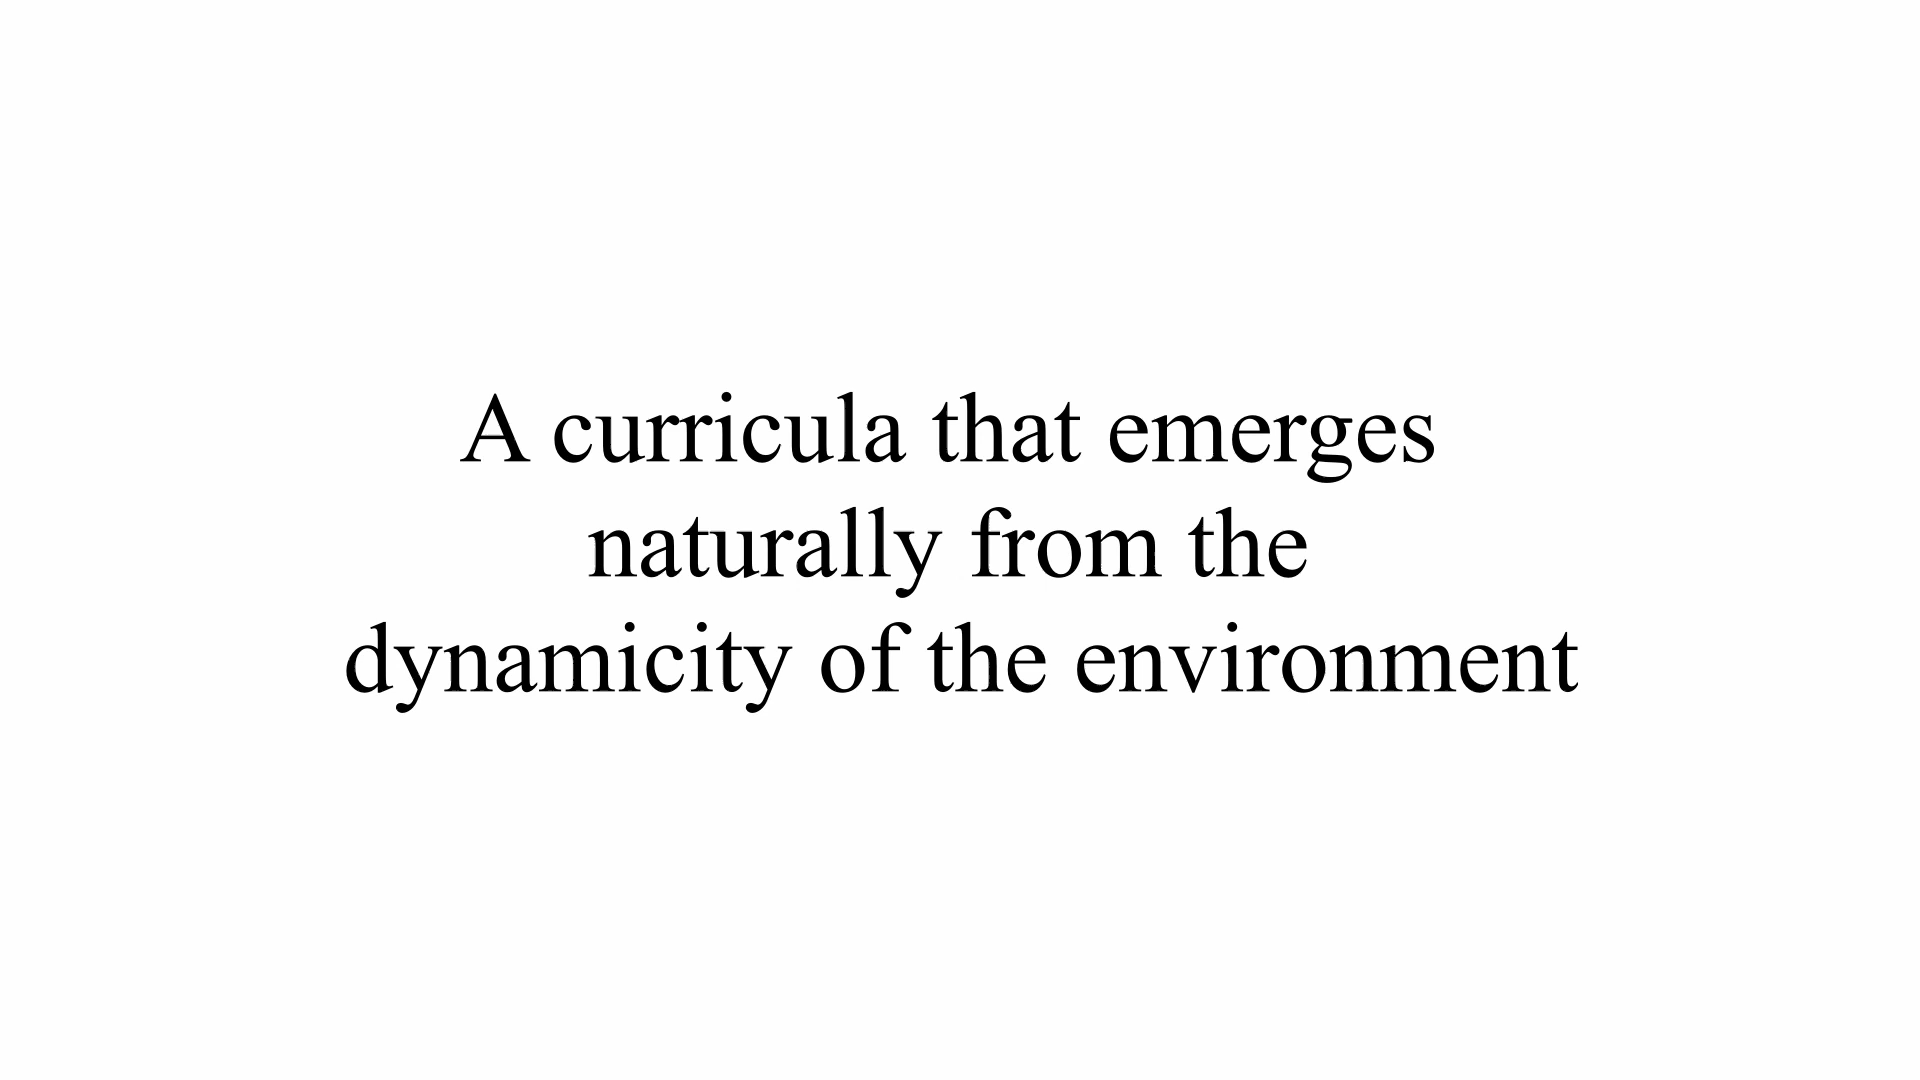 A curricula that emerges
naturally from the
dynamicity of the environment